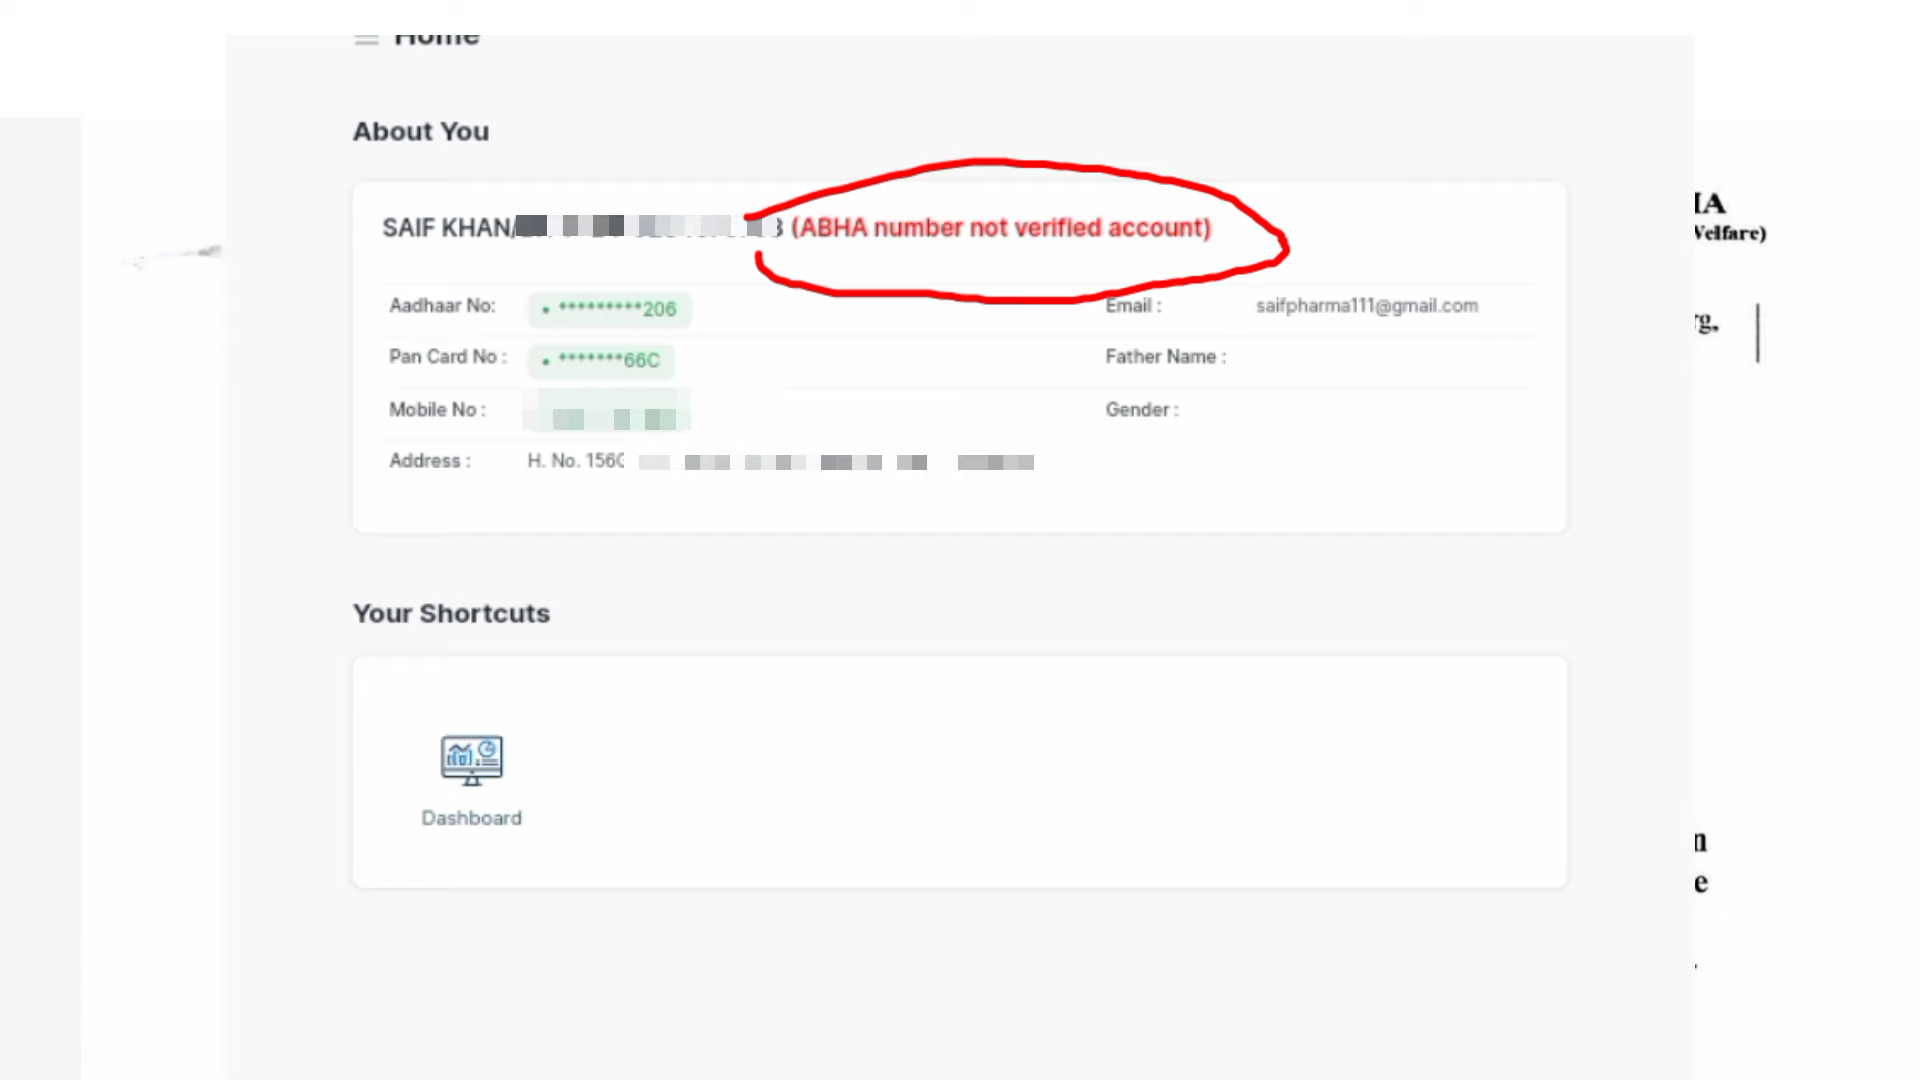 Home
About You
SAIF KHAN/ (ABHA number not verified account)
Aadhaar No: • *********206
Email : saifpharma111@gmail.com
Pan Card No : • *******66C
Father Name :
Mobile No :
Gender :
Address : H. No. 156
Your Shortcuts
Dashboard